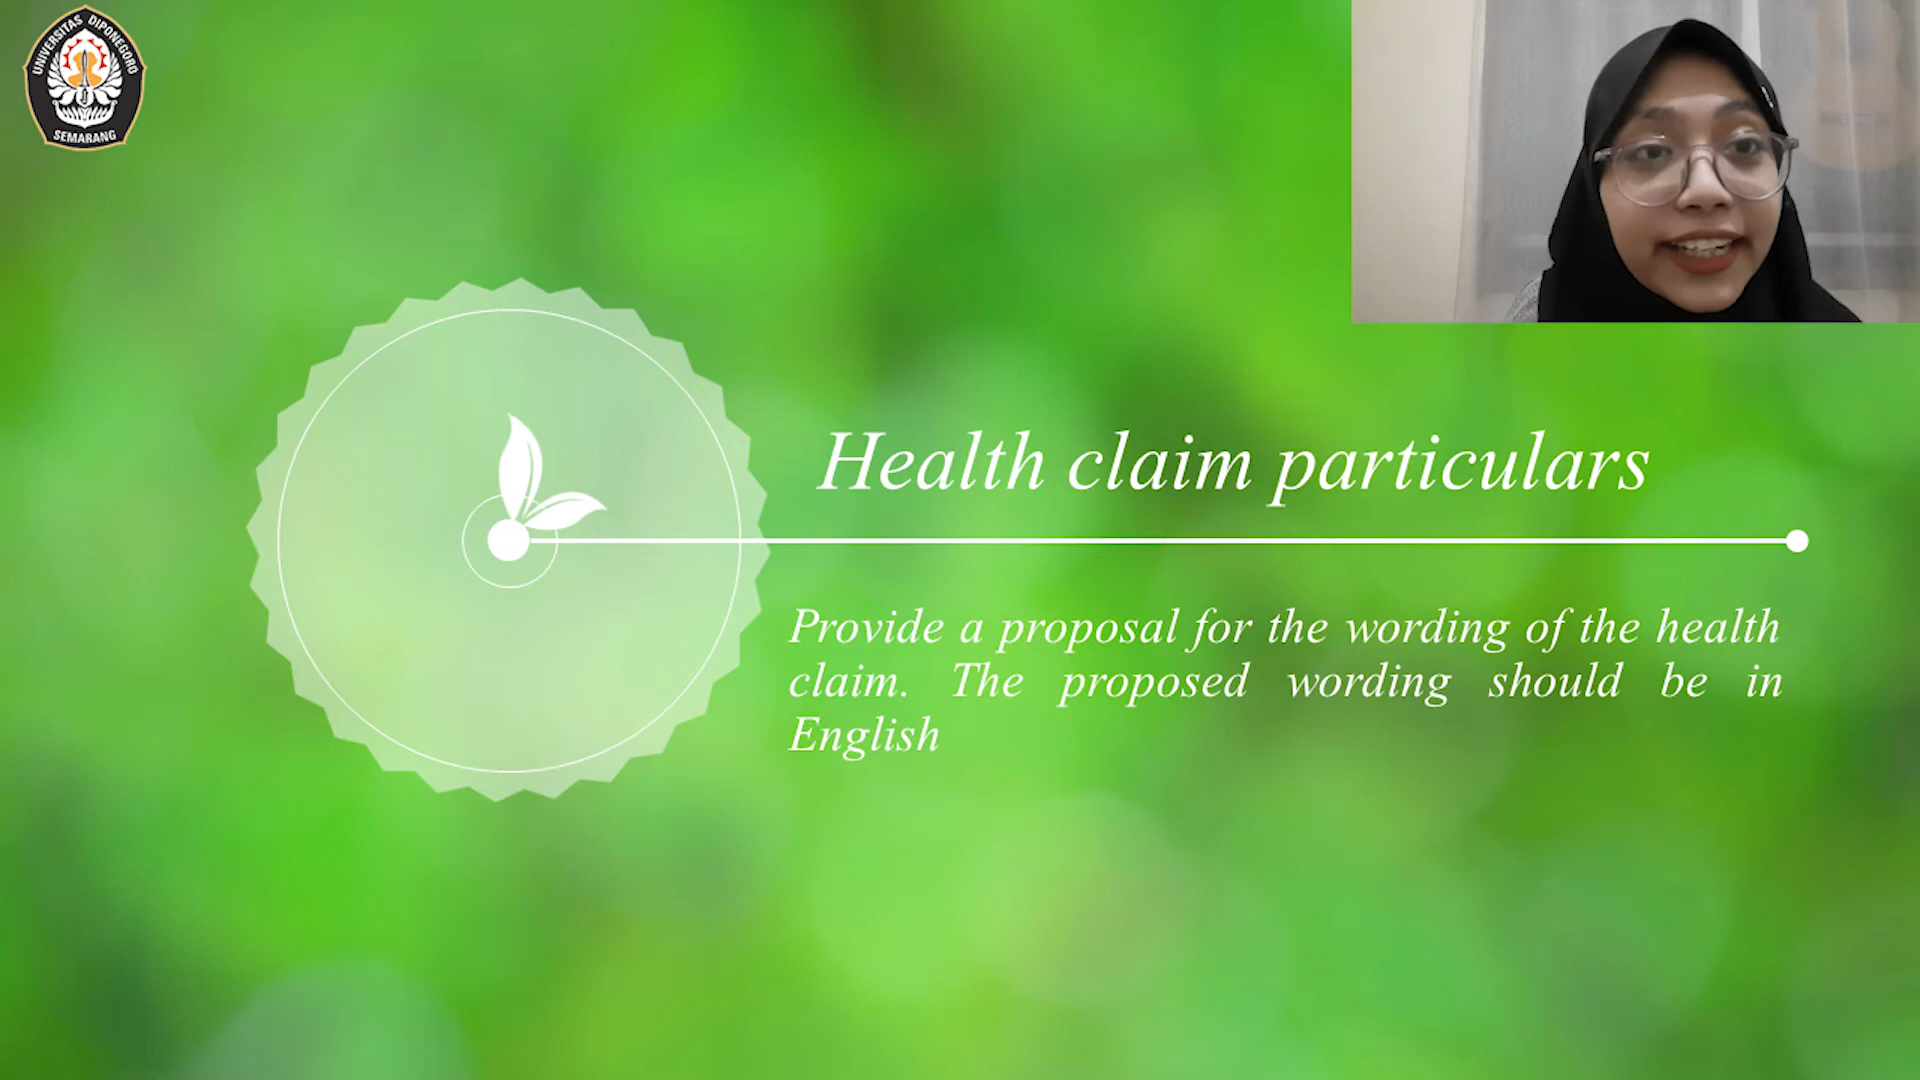 UNIVERSITAS DIPONEGORO
SEMARANG
Health claim particulars
Provide a proposal for the wording of the health
claim. The proposed wording should be in
English